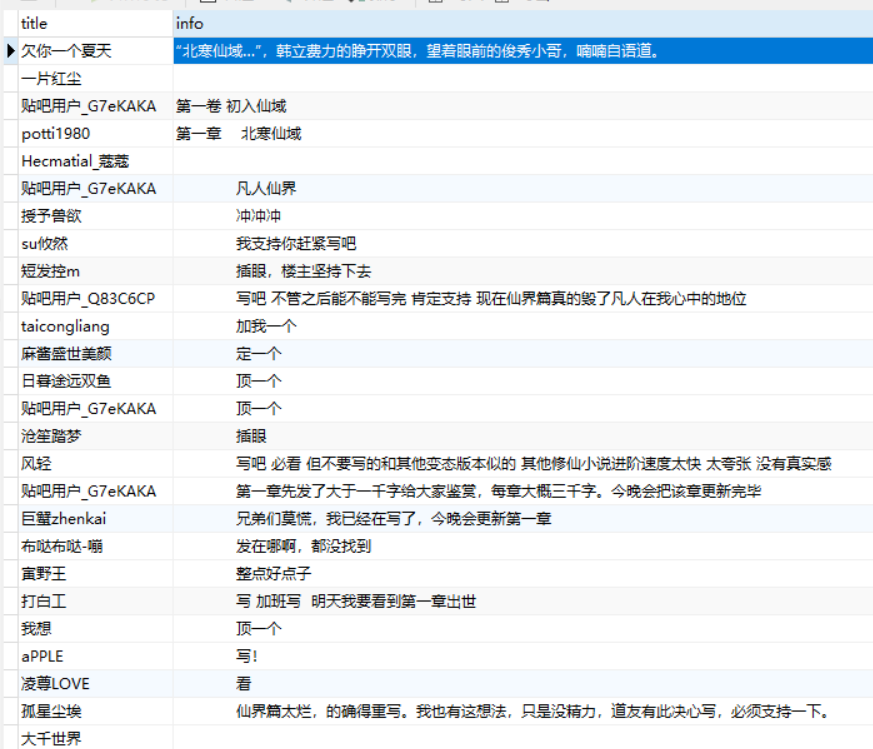 title info
欠你一个夏天 “北寒仙域...”，韩立费力的睁开双眼，望着眼前的俊秀小哥，喃喃自语道。
一片红尘
贴吧用户_G7eKAKA 第一卷 初入仙域
potti1980 第一章 北寒仙域
Hecmatial_蔻蔻
贴吧用户_G7eKAKA 凡人仙界
授予兽欲 冲冲冲
su攸然 我支持你赶紧写吧
短发控m 插眼，楼主坚持下去
贴吧用户_Q83C6CP 写吧 不管之后能不能写完 肯定支持 现在仙界篇真的毁了凡人在我心中的地位
taicongliang 加我一个
麻酱盛世美颜 定一个
日暮途远双鱼 顶一个
贴吧用户_G7eKAKA 顶一个
沧笙踏梦 插眼
风轻 写吧 必看 但不要写的和其他变态版本似的 其他修仙小说进阶速度太快 太夸张 没有真实感
贴吧用户_G7eKAKA 第一章先发了大于一千字给大家鉴赏，每章大概三千字。今晚会把该章更新完毕
巨蟹zhenkai 兄弟们莫慌，我已经在写了，今晚会更新第一章
布哒布哒-嘣 发在哪啊，都没找到
寅野王 整点好点子
打白工 写 加班写 明天我要看到第一章出世
我想 顶一个
aPPLE 写！
凌尊LOVE 看
孤星尘埃 仙界篇太烂，的确得重写。我也有这想法，只是没精力，道友有此决心写，必须支持一下。
大千世界